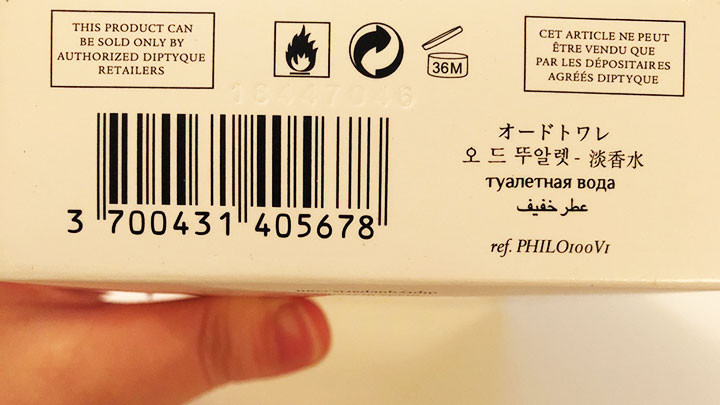 THIS PRODUCT CAN
BE SOLD ONLY BY
AUTHORIZED DIPTYQUE
RETAILERS
36M
CET ARTICLE NE PEUT
ÊTRE VENDU QUE
PAR LES DÉPOSITAIRES
AGRÉÉS DIPTYQUE
3 700431 405678
オードトワレ
오 드 뚜알렛 - 淡香水
туалетная вода
عطر خفيف
ref. PHILO100V1